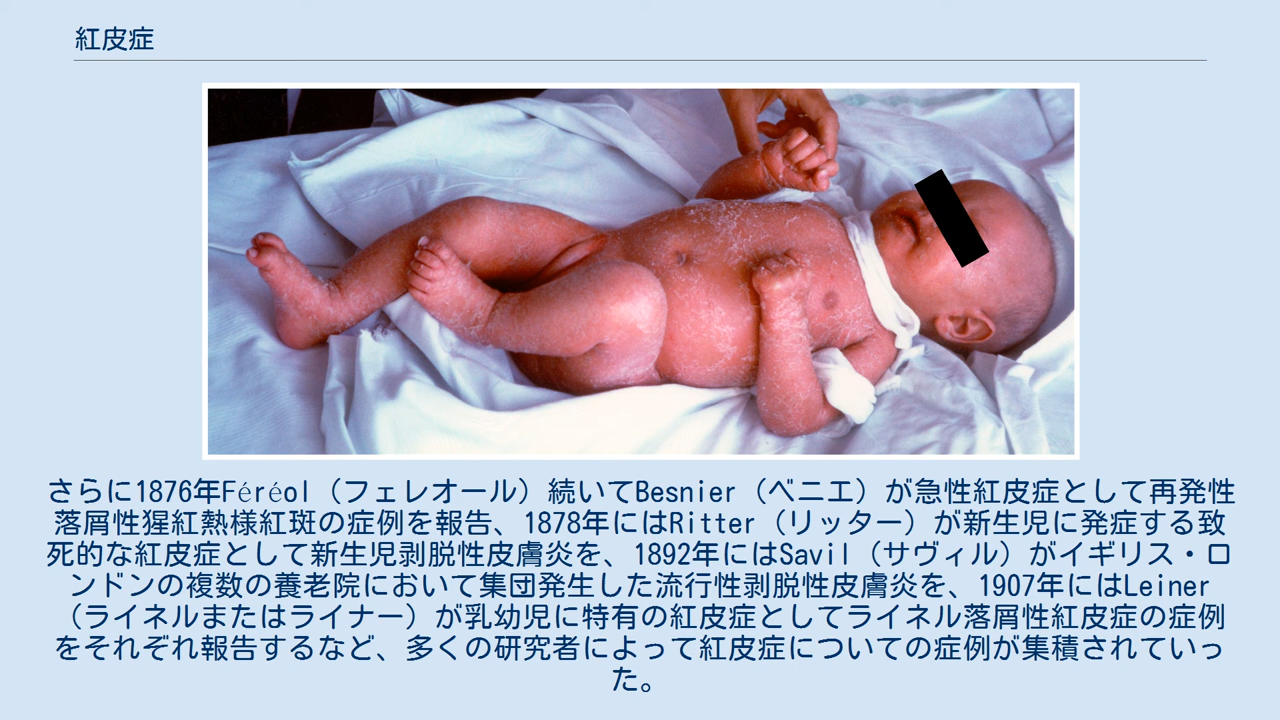 紅皮症
さらに1876年Féréol（フェレオール）続いてBesnier（ベニエ）が急性紅皮症として再発性
落屑性猩紅熱様紅斑の症例を報告、1878年にはRitter（リッター）が新生児に発症する致
死的な紅皮症として新生児剥脱性皮膚炎を、1892年にはSavil（サヴィル）がイギリス・ロ
ンドンの複数の養老院において集団発生した流行性剥脱性皮膚炎を、1907年にはLeiner
（ライネルまたはライナー）が乳幼児に特有の紅皮症としてライネル落屑性紅皮症の症例
をそれぞれ報告するなど、多くの研究者によって紅皮症についての症例が集積されていっ
た。